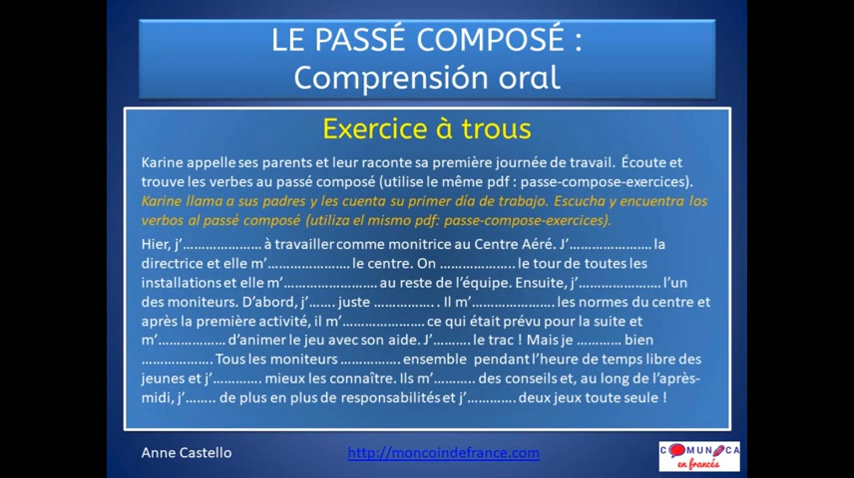 LE PASSÉ COMPOSÉ :
Comprensión oral
Exercice à trous
Karine appelle ses parents et leur raconte sa première journée de travail. Écoute et
trouve les verbes au passé composé (utilise le même pdf : passe-compose-exercices).
Karine llama a sus padres y les cuenta su primer día de trabajo. Escucha y encuentra los
verbos al passé composé (utiliza el mismo pdf: passe-compose-exercices).
Hier, j’………………… à travailler comme monitrice au Centre Aéré. J’…………………. la
directrice et elle m’…………………. le centre. On ……………….. le tour de toutes les
installations et elle m’…………………. au reste de l’équipe. Ensuite, j’…………………. l’un
des moniteurs. D’abord, j’…… juste ……………. . Il m’…………………. les normes du centre et
après la première activité, il m’…………………. ce qui était prévu pour la suite et
m’……………… d’animer le jeu avec son aide. J’………. le trac ! Mais je ………… bien
………………. Tous les moniteurs ……………. ensemble pendant l’heure de temps libre des
jeunes et j’…………. mieux les connaître. Ils m’……….. des conseils et, au long de l’après-
midi, j’…….. de plus en plus de responsabilités et j’…………. deux jeux toute seule !
Anne Castello
http://moncoindefrance.com
COMUNICA
en francés